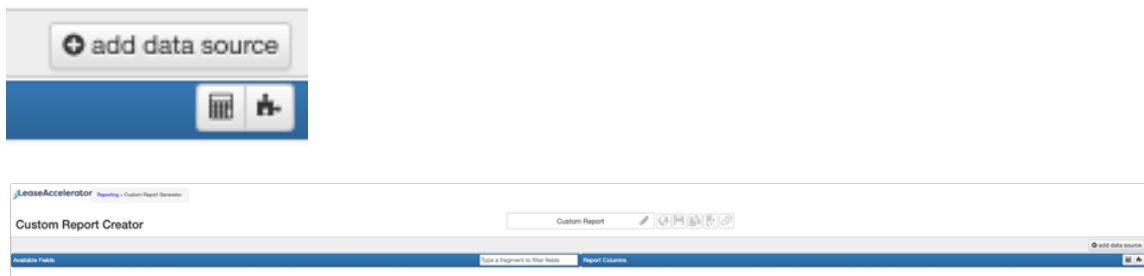 add data source
LeaseAccelerator Reporting > Custom Report Generator
Custom Report Creator
Custom Report
add data source
Available Fields Type a fragment to filter fields Report Columns